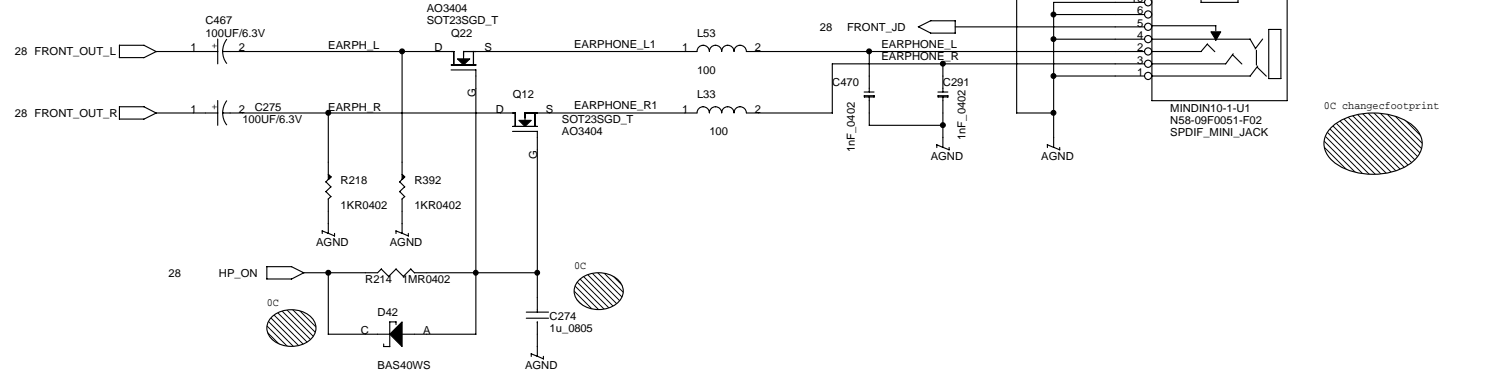 AO3404
SOT23SGD_T
Q22
C467
100UF/6.3V
28 FRONT_OUT_L
1 + 2
EARPH_L
D S
G
EARPHONE_L1
1 L53 2
100
28 FRONT_JD
EARPHONE_L
EARPHONE_R
6
5
4
2
3
1
28 FRONT_OUT_R
1 + 2
C275
100UF/6.3V
EARPH_R
Q12
D S
G
SOT23SGD_T
AO3404
EARPHONE_R1
1 L33 2
100
C470
1nF_0402
C291
1nF_0402
AGND
AGND
MINDIN10-1-U1
N58-09F0051-F02
SPDIF_MINI_JACK
0C changecfootprint
R218
1KR0402
R392
1KR0402
AGND
AGND
28 HP_ON
R214 1MR0402
0C
0C
D42
C A
BAS40WS
C274
1u_0805
AGND